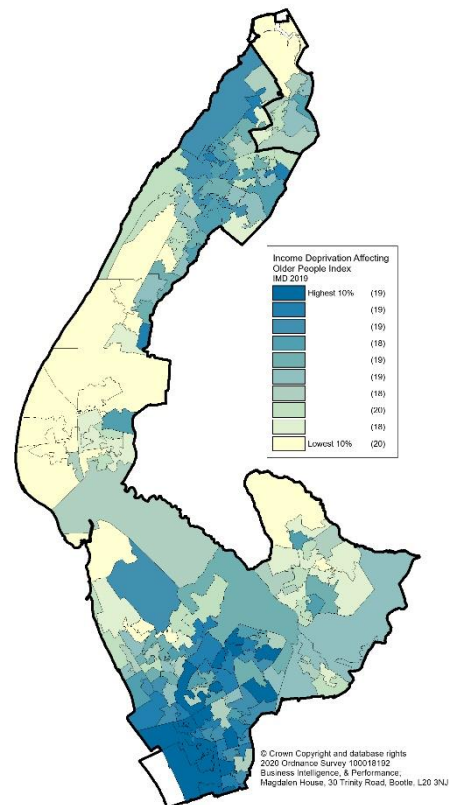 Income Deprivation Affecting
Older People Index
IMD 2019
Highest 10% (19)
(19)
(19)
(18)
(19)
(19)
(18)
(20)
(18)
Lowest 10% (20)
© Crown Copyright and database rights
2020 Ordnance Survey 100018192
Business Intelligence, & Performance,
Magdalen House, 30 Trinity Road, Bootle, L20 3NJ